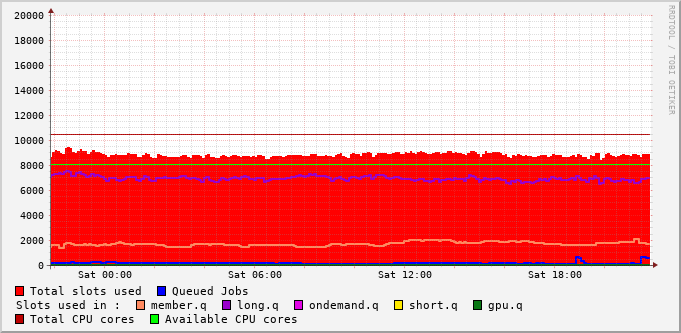 RRDTOOL / TOBI OETIKER
20000
18000
16000
14000
12000
10000
8000
6000
4000
2000
0
Sat 00:00 Sat 06:00 Sat 12:00 Sat 18:00
Total slots used Queued Jobs
Slots used in : member.q long.q ondemand.q short.q gpu.q
Total CPU cores Available CPU cores